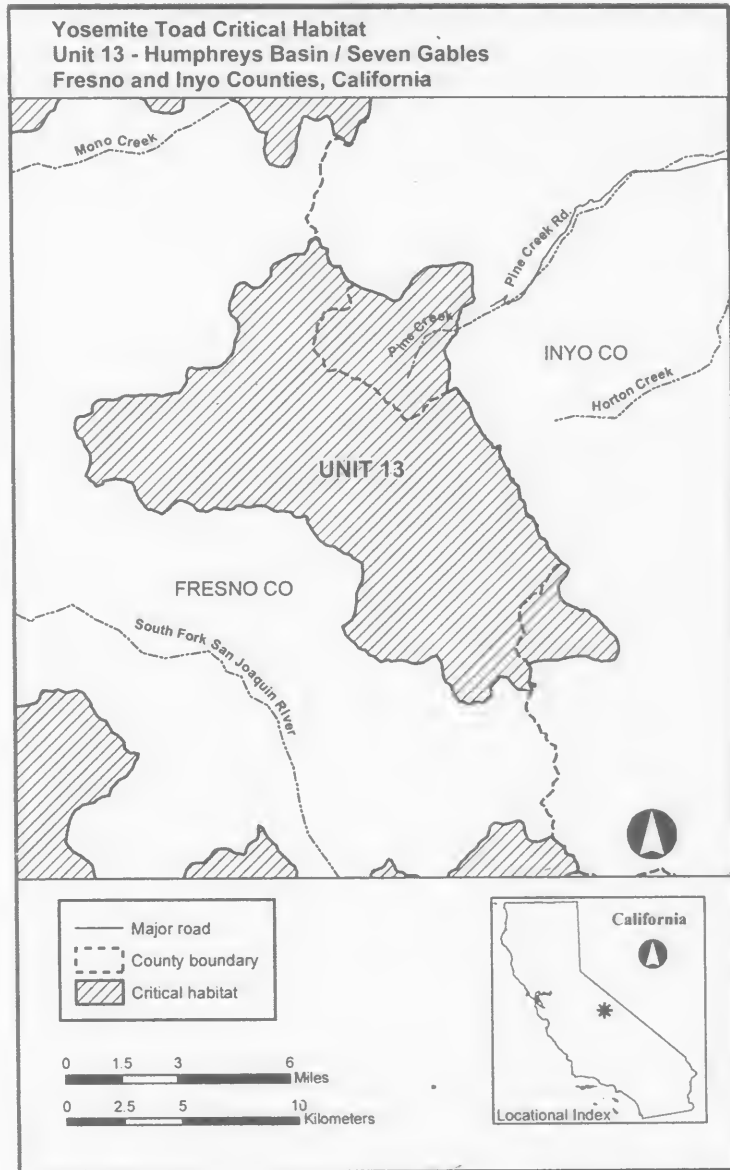 Yosemite Toad Critical Habitat
Unit 13 - Humphreys Basin / Seven Gables
Fresno and Inyo Counties, California
Mono Creek
Pine Creek Rd.
Pine Creek
INYO CO
Horton Creek
UNIT 13
FRESNO CO
South Fork San Joaquin River
Major road
County boundary
Critical habitat
California
Locational Index
0 1.5 3 6
Miles
0 2.5 5 10
Kilometers